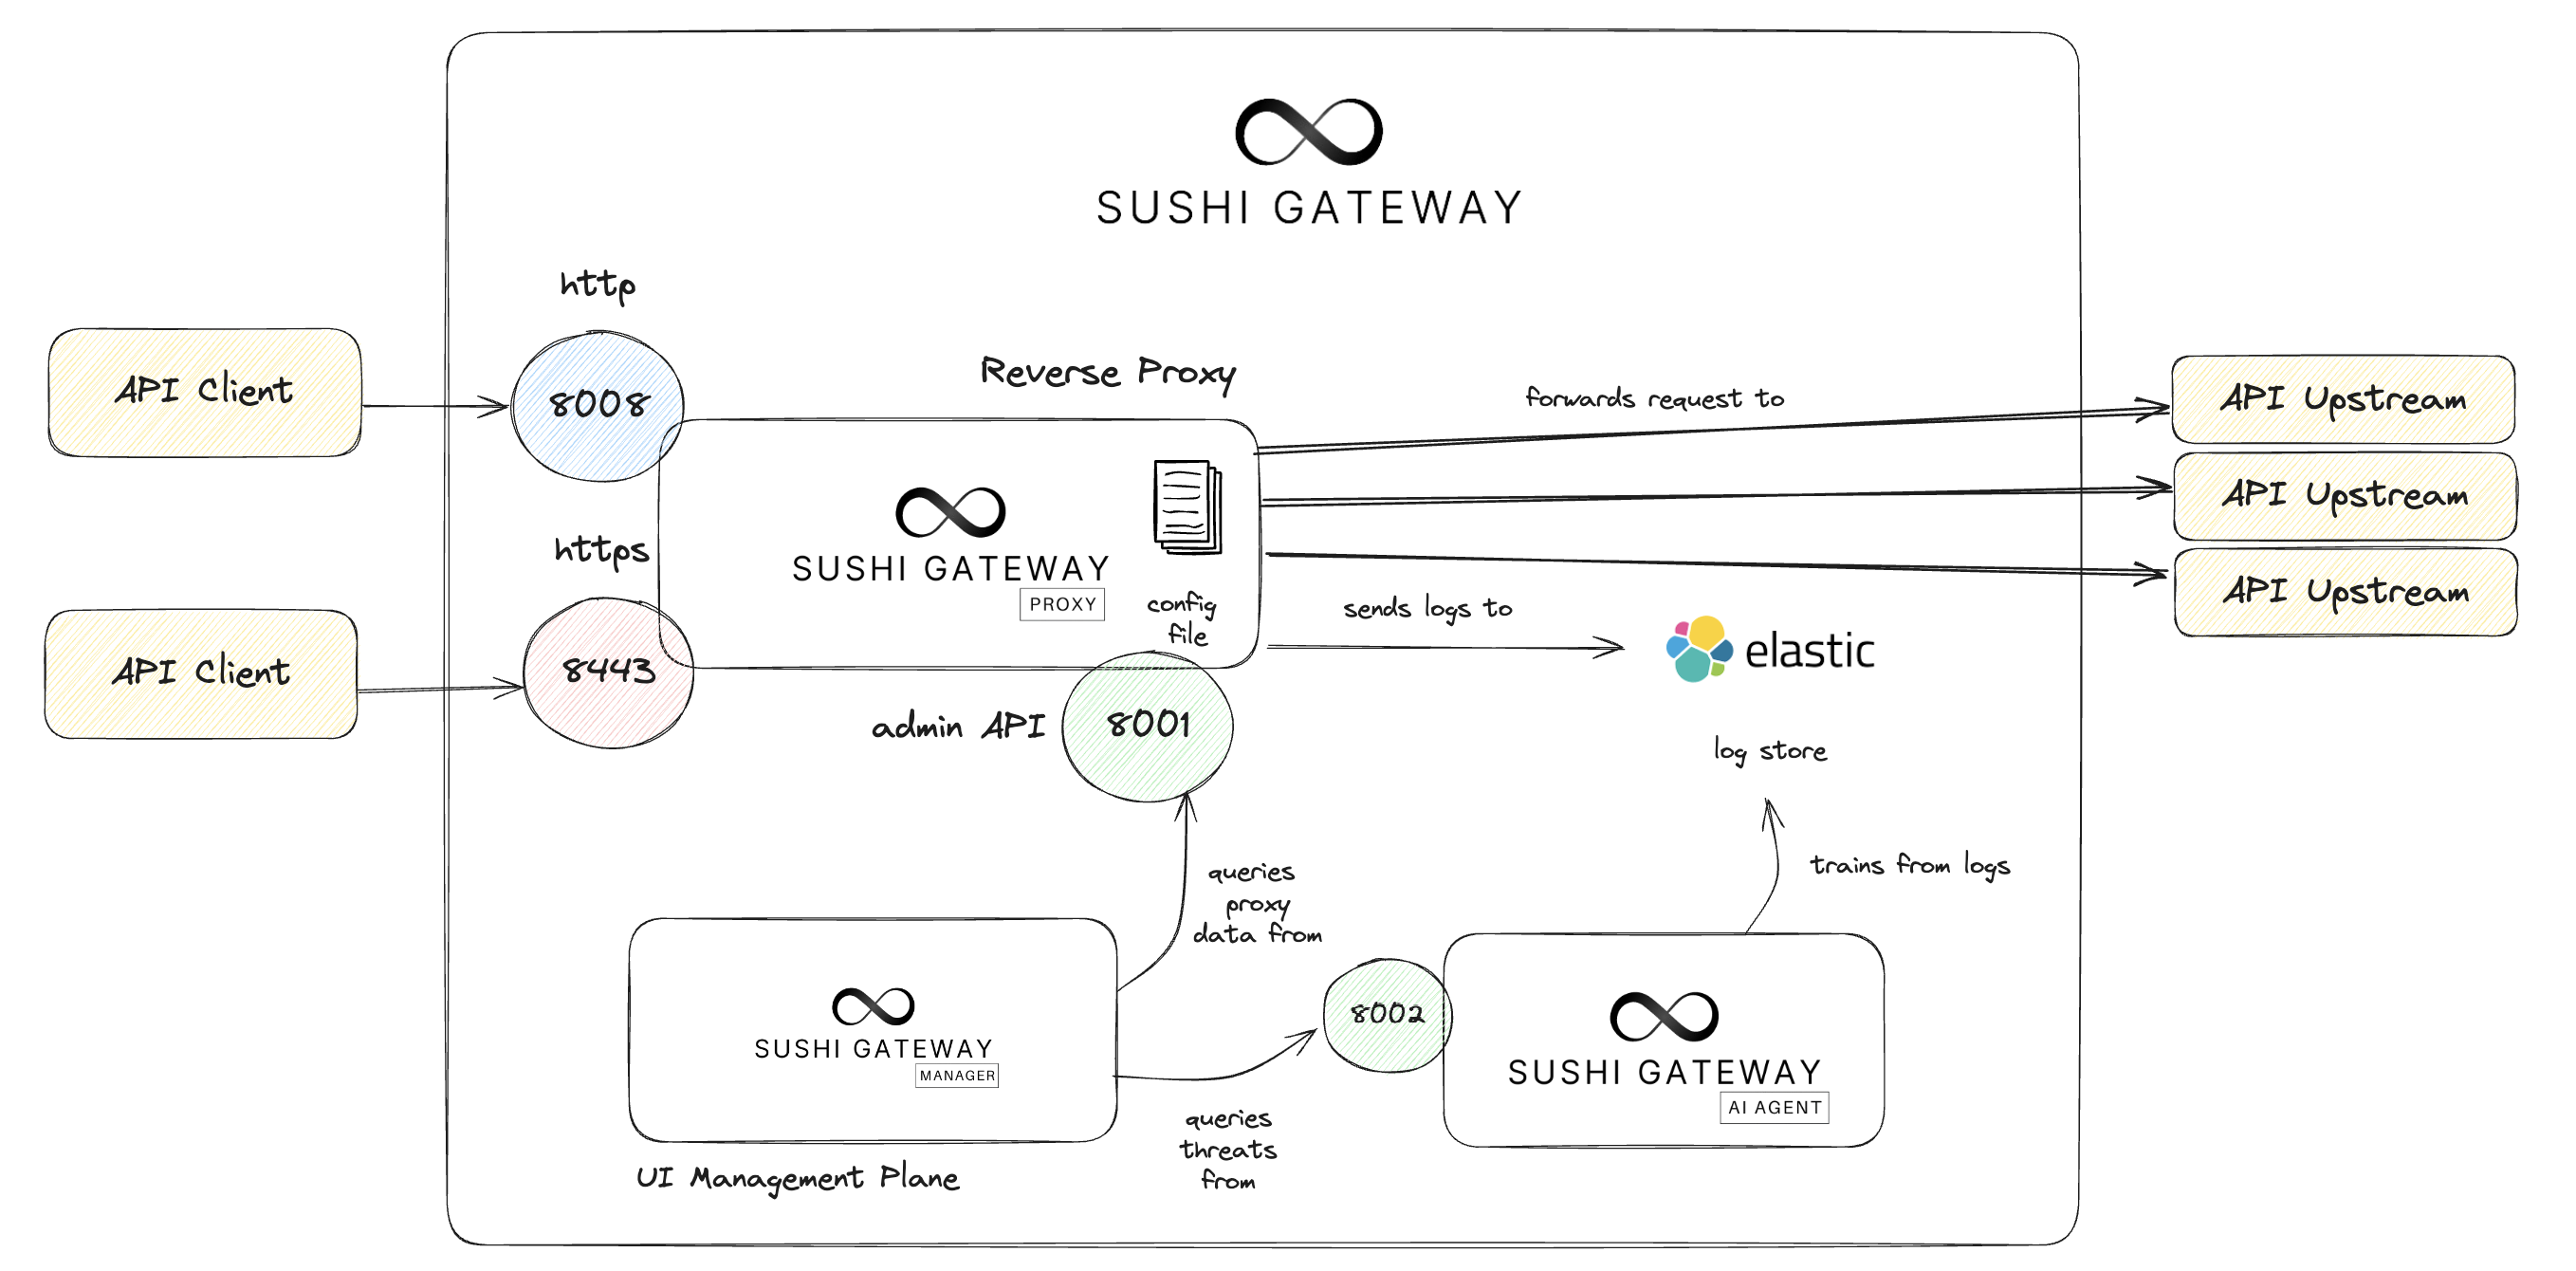 SUSHI GATEWAY
http
API Client
8008
Reverse Proxy
forwards request to
API Upstream
API Upstream
API Upstream
https
SUSHI GATEWAY
PROXY
config
file
sends logs to
elastic
log store
API Client
8443
admin API
8001
queries
proxy
data from
trains from logs
SUSHI GATEWAY
MANAGER
UI Management Plane
queries
threats
from
8002
SUSHI GATEWAY
AI AGENT